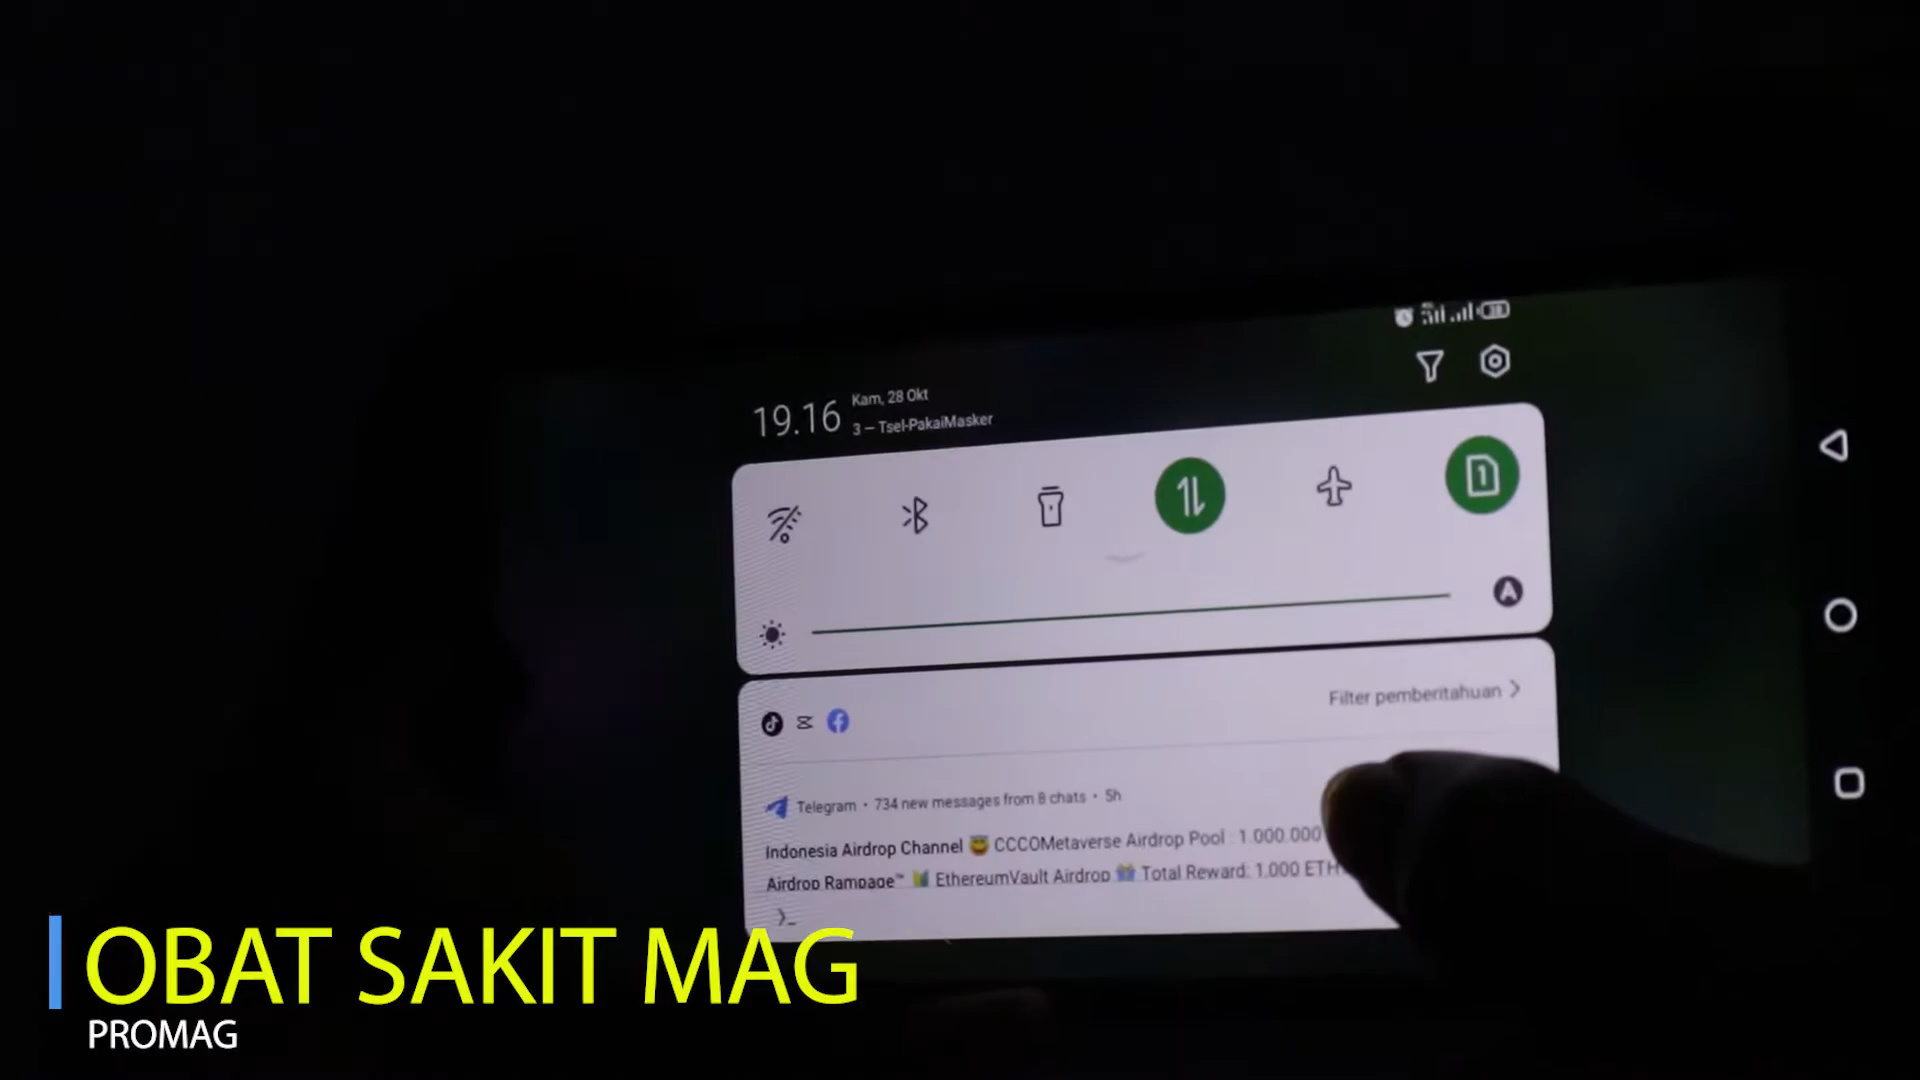 19.16
Kam, 28 Okt
3 – Tsel-PakaiMasker
1
A
Filter pemberitahuan
Telegram • 734 new messages from 8 chats • 5h
Indonesia Airdrop Channel 😇 CCCOMetaverse Airdrop Pool : 1.000.000
Airdrop Rampage™ 🔰 EthereumVault Airdrop 🎁 Total Reward: 1.000 ETH
OBAT SAKIT MAG
PROMAG